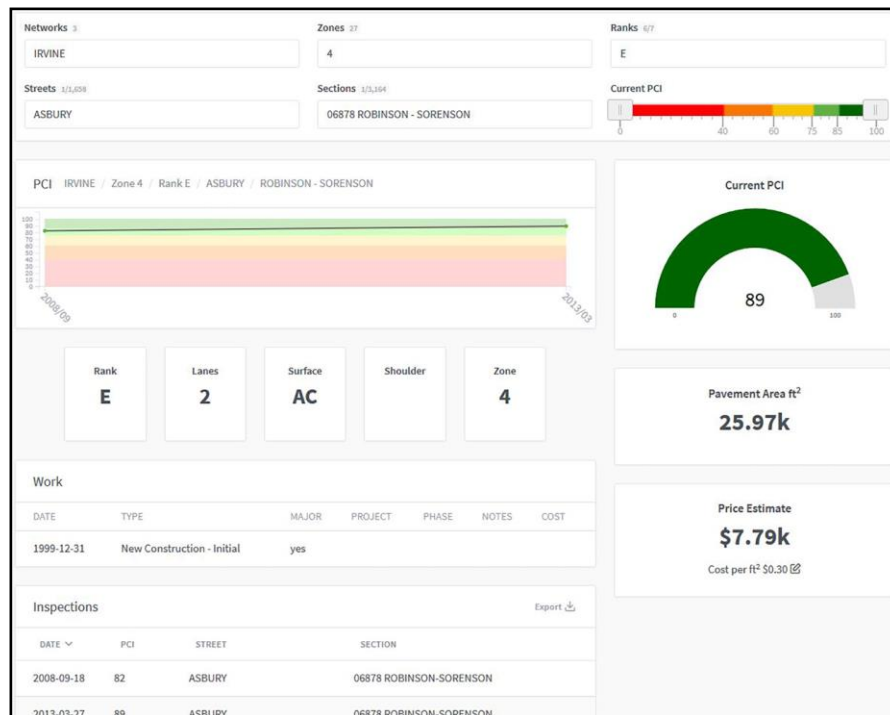 Networks 3
Zones 27
Ranks 6/7
IRVINE
4
E
Streets 1/1,656
Sections 1/3,164
Current PCI
ASBURY
06878 ROBINSON - SORENSON
0 40 60 75 85 100
PCI IRVINE / Zone 4 / Rank E / ASBURY / ROBINSON - SORENSON
100
90
80
70
60
50
40
30
20
10
0
2008/09
2013/03
Current PCI
89
0 100
Rank
E
Lanes
2
Surface
AC
Shoulder
Zone
4
Pavement Area ft²
25.97k
Work
DATE TYPE MAJOR PROJECT PHASE NOTES COST
1999-12-31 New Construction - Initial yes
Price Estimate
$7.79k
Cost per ft² $0.30
Inspections
Export
DATE PCI STREET SECTION
2008-09-18 82 ASBURY 06878 ROBINSON-SORENSON
2013-03-27 89 ASBURY 06878 ROBINSON-SORENSON